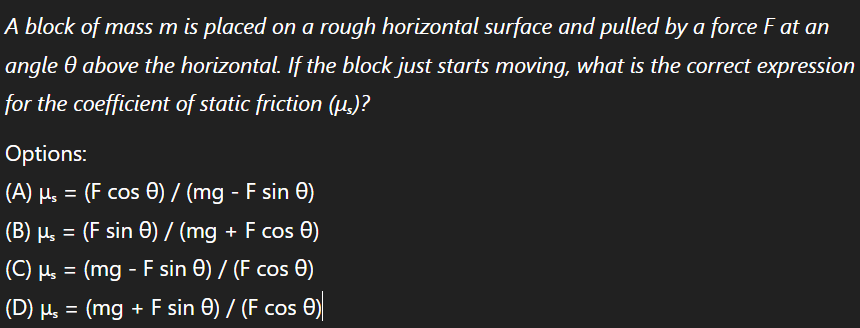 A block of mass m is placed on a rough horizontal surface and pulled by a force F at an
angle θ above the horizontal. If the block just starts moving, what is the correct expression
for the coefficient of static friction (μₛ)?
Options:
(A) μₛ = (F cos θ) / (mg - F sin θ)
(B) μₛ = (F sin θ) / (mg + F cos θ)
(C) μₛ = (mg - F sin θ) / (F cos θ)
(D) μₛ = (mg + F sin θ) / (F cos θ)